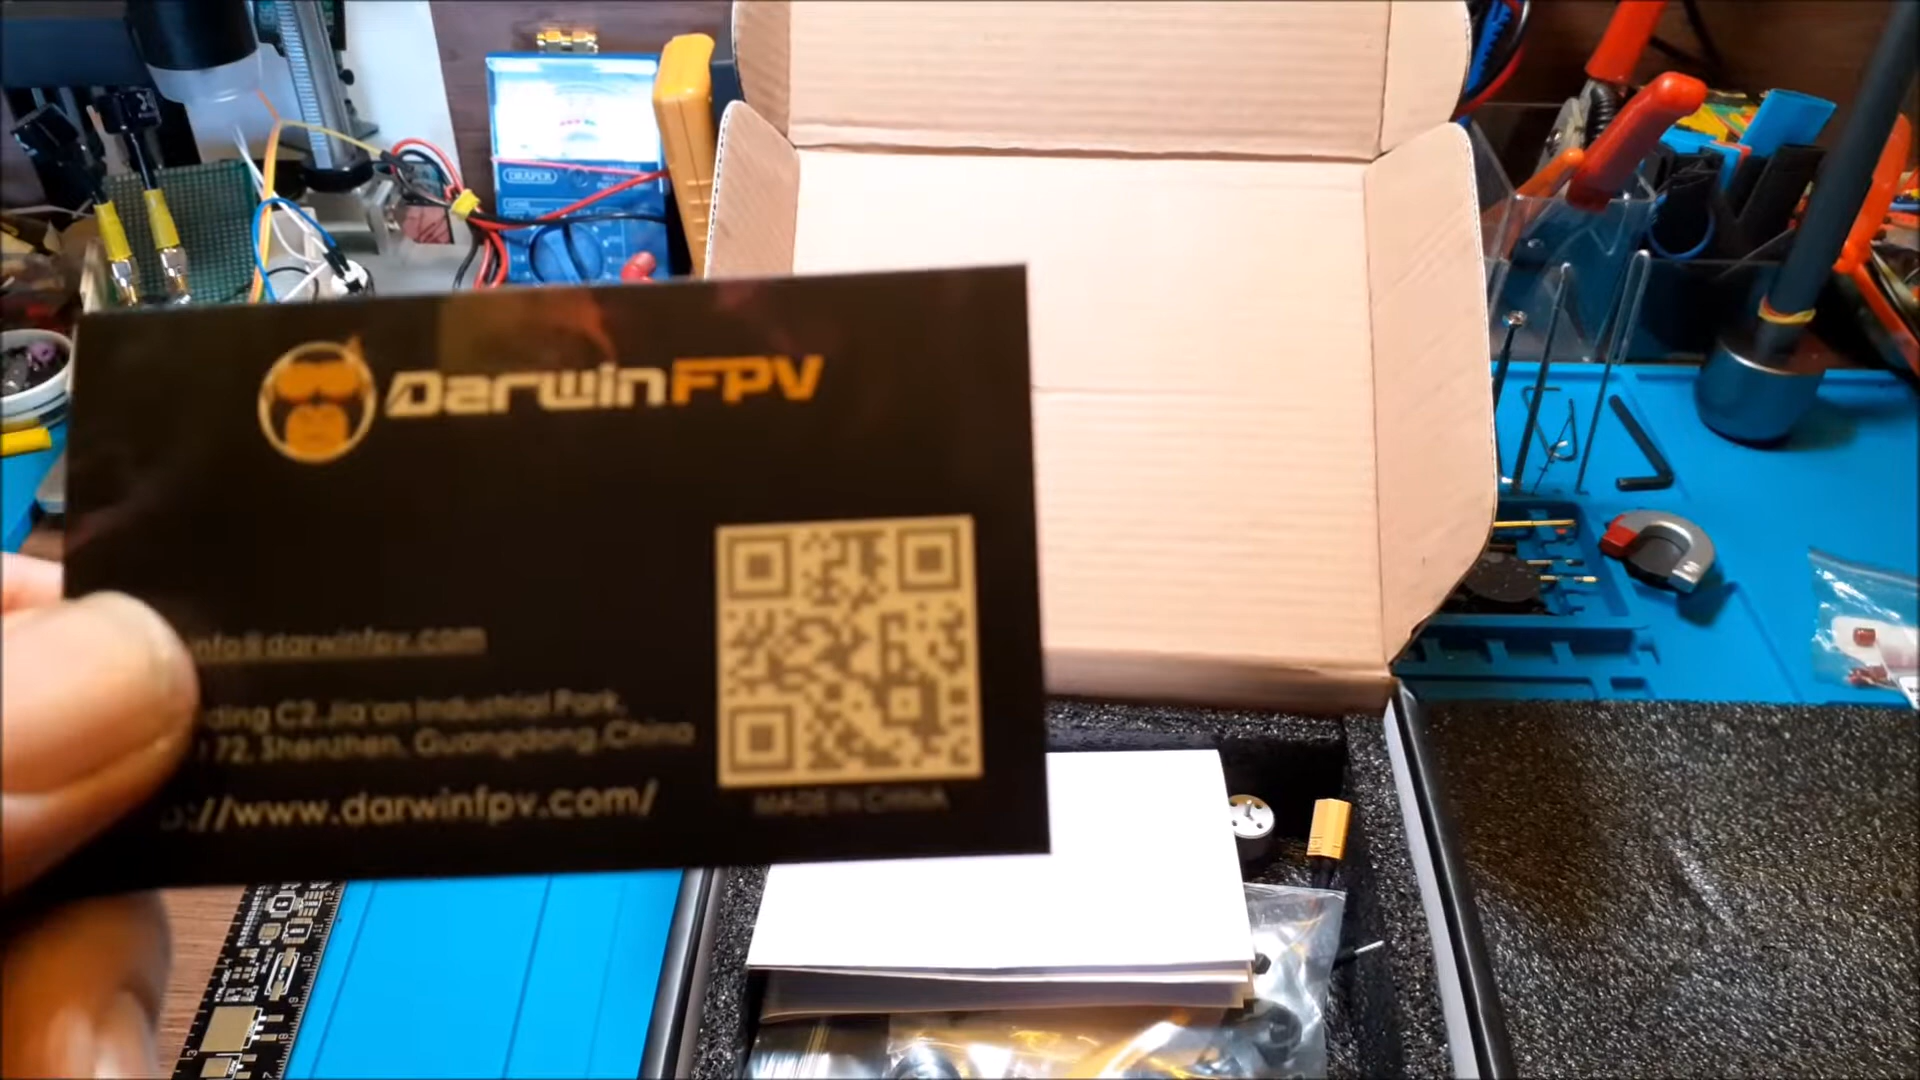 DRAPER
DarwinFPV
info@darwinfpv.com
ding C2, Jia an Industrial Park,
172, Shenzhen, Guangdong, China
://www.darwinfpv.com/
MADE IN CHINA